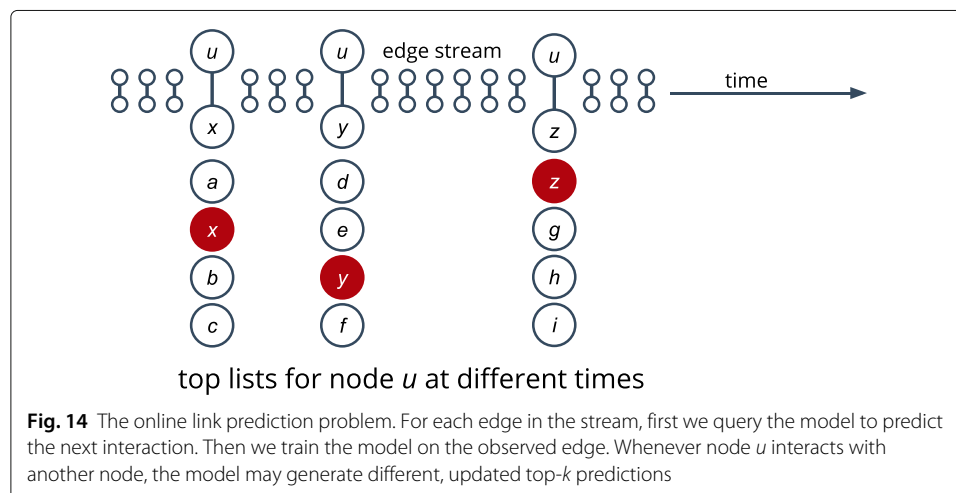 u u edge stream u
time
x y z
a d z
x e g
b y h
c f i
top lists for node u at different times
Fig. 14 The online link prediction problem. For each edge in the stream, first we query the model to predict
the next interaction. Then we train the model on the observed edge. Whenever node u interacts with
another node, the model may generate different, updated top-k predictions